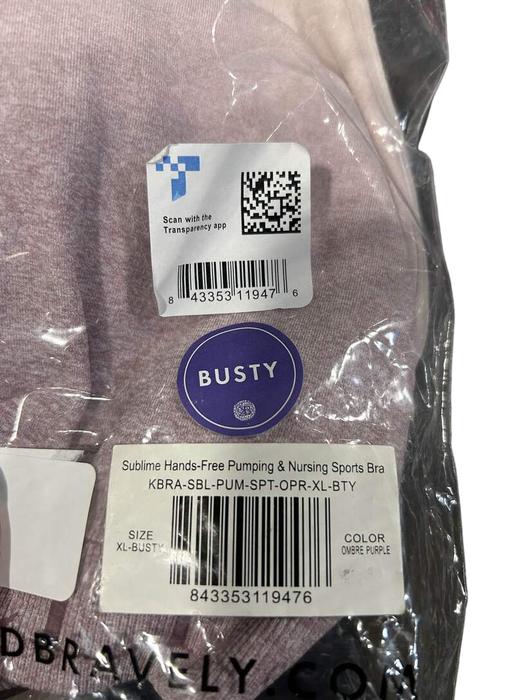 Scan with the
Transparency app
8 43353 11947 6
BUSTY
Sublime Hands-Free Pumping & Nursing Sports Bra
KBRA-SBL-PUM-SPT-OPR-XL-BTY
SIZE
XL-BUSTY
COLOR
OMBRE PURPLE
843353119476
DBRAVELY.COM